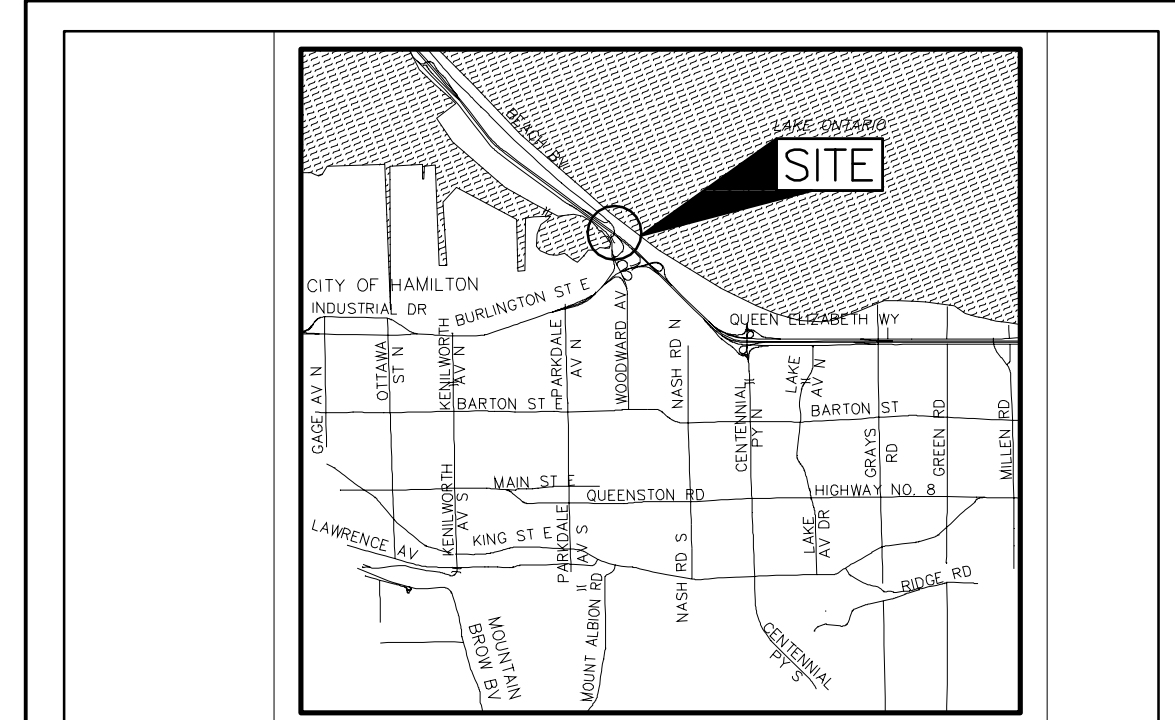 BEACH BV
LAKE ONTARIO
SITE
CITY OF HAMILTON
INDUSTRIAL DR
BURLINGTON ST E
QUEEN ELIZABETH WY
GAGE AV N
OTTAWA
ST N
KENILWORTH
AV N
PARKDALE
AV N
WOODWARD AV
NASH RD N
CENTENNIAL
PY N
LAKE
AV N
BARTON ST E
BARTON ST
GRAYS
RD
GREEN RD
MILLEN RD
MAIN ST E
QUEENSTON RD
HIGHWAY NO. 8
KENILWORTH
AV S
LAWRENCE AV
KING ST E
PARKDALE
AV S
NASH RD S
LAKE
AV DR
RIDGE RD
MOUNTAIN
BROW BV
MOUNT ALBION RD
CENTENNIAL
PY S